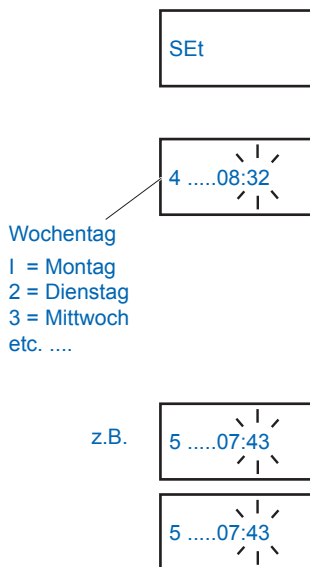 SEt
4 .....08:32
Wochentag
I = Montag
2 = Dienstag
3 = Mittwoch
etc. ....
z.B. 5 .....07:43
5 .....07:43